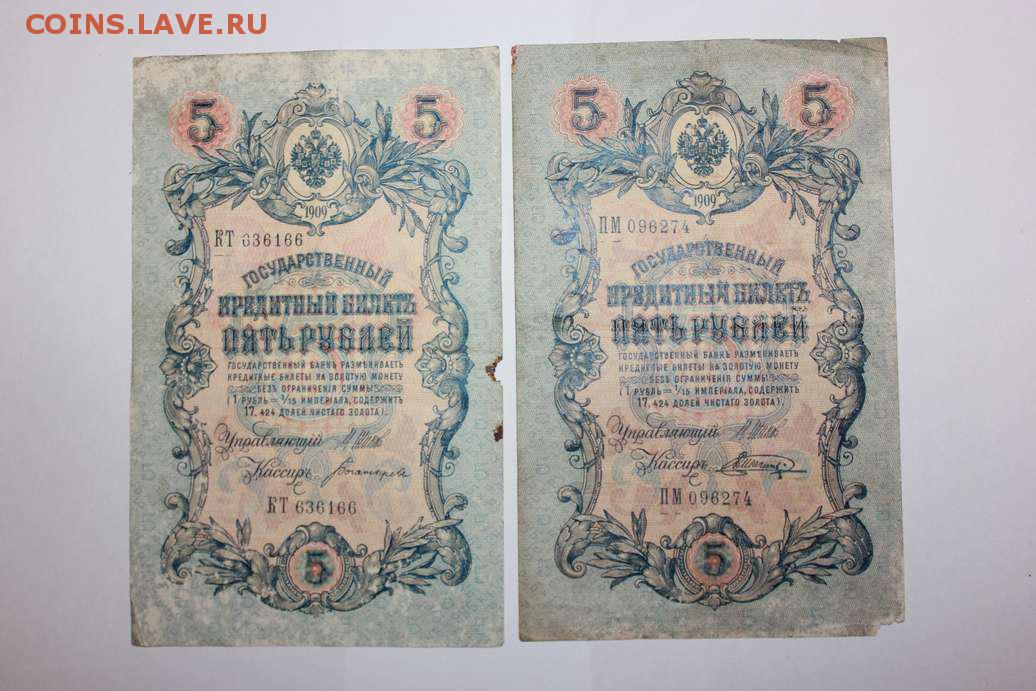 COINS.LAVE.RU
5 5
1909
КТ 636166
ГОСУДАРСТВЕННЫЙ
КРЕДИТНЫЙ БИЛЕТЪ
ПЯТЬ РУБЛЕЙ
ГОСУДАРСТВЕННЫЙ БАНКЪ РАЗМѢНИВАЕТЪ
КРЕДИТНЫЕ БИЛЕТЫ НА ЗОЛОТУЮ МОНЕТУ
БЕЗЪ ОГРАНИЧЕНІЯ СУММЫ
(1 РУБЛЬ = 1/15 ИМПЕРІАЛА, СОДЕРЖИТЪ
17,424 ДОЛЕЙ ЧИСТАГО ЗОЛОТА).
Управляющій
Кассиръ
КТ 636166
5
5 5
1909
ПМ 096274
ГОСУДАРСТВЕННЫЙ
КРЕДИТНЫЙ БИЛЕТЪ
ПЯТЬ РУБЛЕЙ
ГОСУДАРСТВЕННЫЙ БАНКЪ РАЗМѢНИВАЕТЪ
КРЕДИТНЫЕ БИЛЕТЫ НА ЗОЛОТУЮ МОНЕТУ
БЕЗЪ ОГРАНИЧЕНІЯ СУММЫ
(1 РУБЛЬ = 1/15 ИМПЕРІАЛА, СОДЕРЖИТЪ
17,424 ДОЛЕЙ ЧИСТАГО ЗОЛОТА).
Управляющій
Кассиръ
ПМ 096274
5